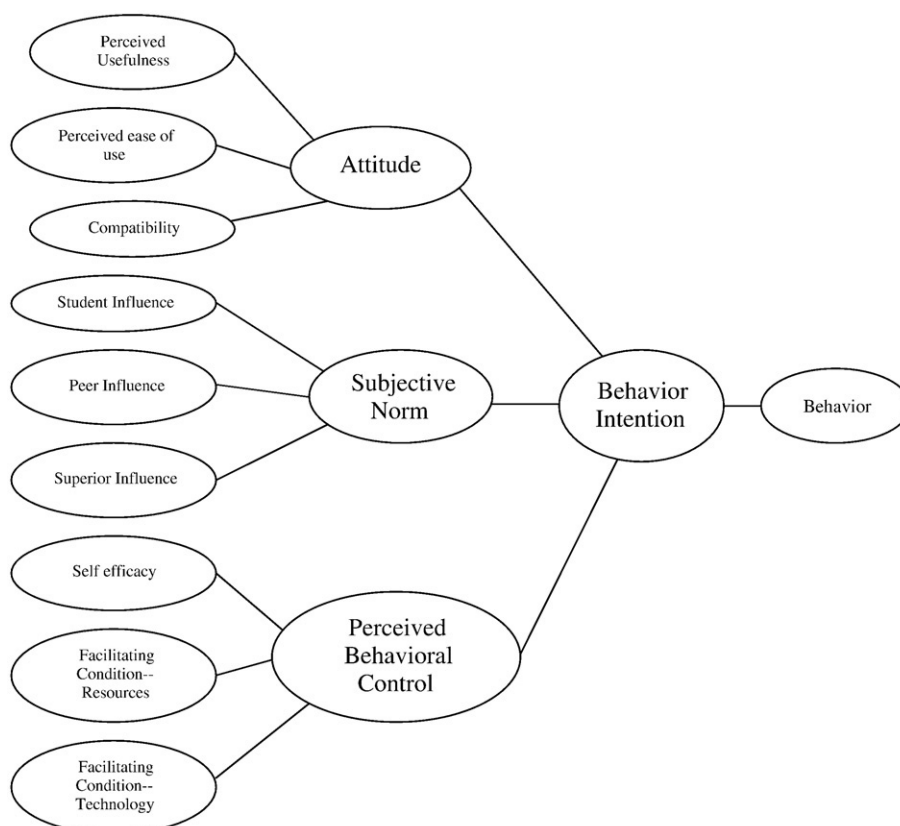 Perceived
Usefulness
Perceived ease of
use
Compatibility
Attitude
Student Influence
Peer Influence
Superior Influence
Subjective
Norm
Behavior
Intention
Behavior
Self efficacy
Facilitating
Condition--
Resources
Facilitating
Condition--
Technology
Perceived
Behavioral
Control